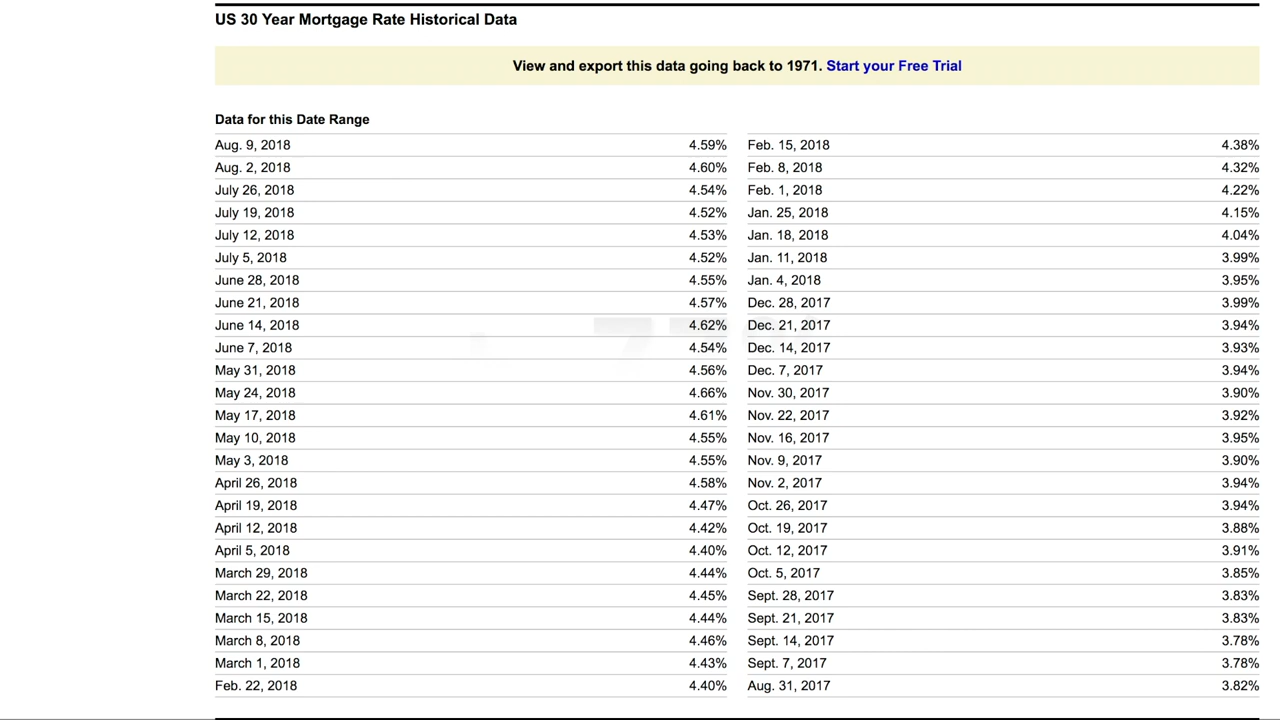 US 30 Year Mortgage Rate Historical Data
View and export this data going back to 1971. Start your Free Trial
Data for this Date Range
Aug. 9, 2018 4.59%
Aug. 2, 2018 4.60%
July 26, 2018 4.54%
July 19, 2018 4.52%
July 12, 2018 4.53%
July 5, 2018 4.52%
June 28, 2018 4.55%
June 21, 2018 4.57%
June 14, 2018 4.62%
June 7, 2018 4.54%
May 31, 2018 4.56%
May 24, 2018 4.66%
May 17, 2018 4.61%
May 10, 2018 4.55%
May 3, 2018 4.55%
April 26, 2018 4.58%
April 19, 2018 4.47%
April 12, 2018 4.42%
April 5, 2018 4.40%
March 29, 2018 4.44%
March 22, 2018 4.45%
March 15, 2018 4.44%
March 8, 2018 4.46%
March 1, 2018 4.43%
Feb. 22, 2018 4.40%
Feb. 15, 2018 4.38%
Feb. 8, 2018 4.32%
Feb. 1, 2018 4.22%
Jan. 25, 2018 4.15%
Jan. 18, 2018 4.04%
Jan. 11, 2018 3.99%
Jan. 4, 2018 3.95%
Dec. 28, 2017 3.99%
Dec. 21, 2017 3.94%
Dec. 14, 2017 3.93%
Dec. 7, 2017 3.94%
Nov. 30, 2017 3.90%
Nov. 22, 2017 3.92%
Nov. 16, 2017 3.95%
Nov. 9, 2017 3.90%
Nov. 2, 2017 3.94%
Oct. 26, 2017 3.94%
Oct. 19, 2017 3.88%
Oct. 12, 2017 3.91%
Oct. 5, 2017 3.85%
Sept. 28, 2017 3.83%
Sept. 21, 2017 3.83%
Sept. 14, 2017 3.78%
Sept. 7, 2017 3.78%
Aug. 31, 2017 3.82%